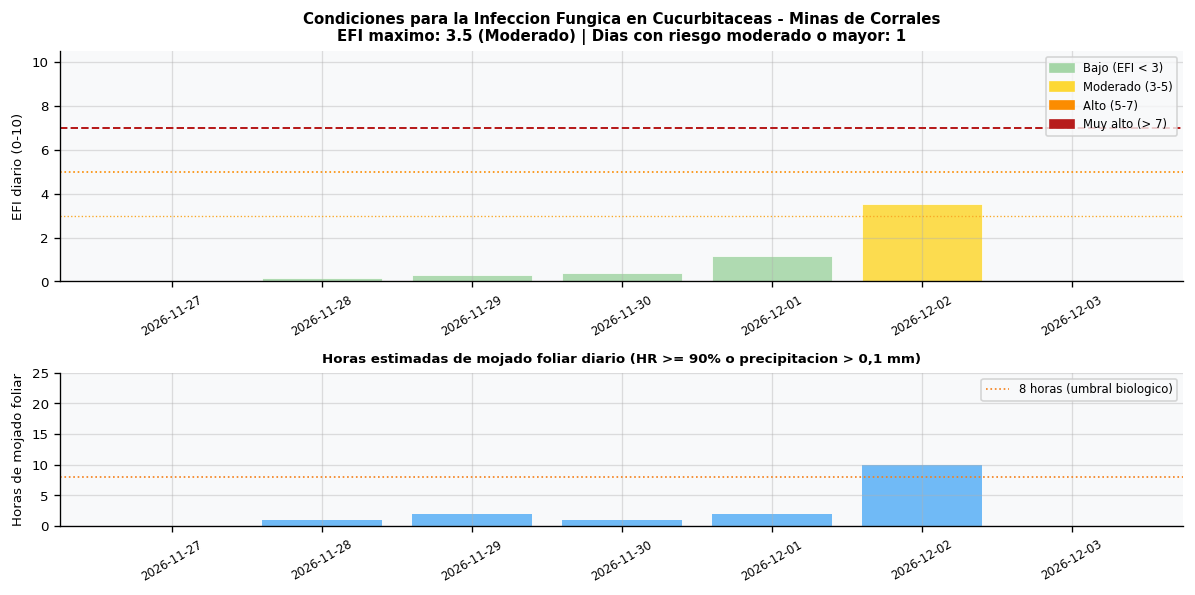 Condiciones para la Infeccion Fungica en Cucurbitaceas - Minas de Corrales
EFI maximo: 3.5 (Moderado) | Dias con riesgo moderado o mayor: 1
EFI diario (0-10)
10
8
6
4
2
0
Bajo (EFI < 3)
Moderado (3-5)
Alto (5-7)
Muy alto (> 7)
2026-11-27
2026-11-28
2026-11-29
2026-11-30
2026-12-01
2026-12-02
2026-12-03
Horas estimadas de mojado foliar diario (HR >= 90% o precipitacion > 0,1 mm)
Horas de mojado foliar
25
20
15
10
5
0
8 horas (umbral biologico)
2026-11-27
2026-11-28
2026-11-29
2026-11-30
2026-12-01
2026-12-02
2026-12-03